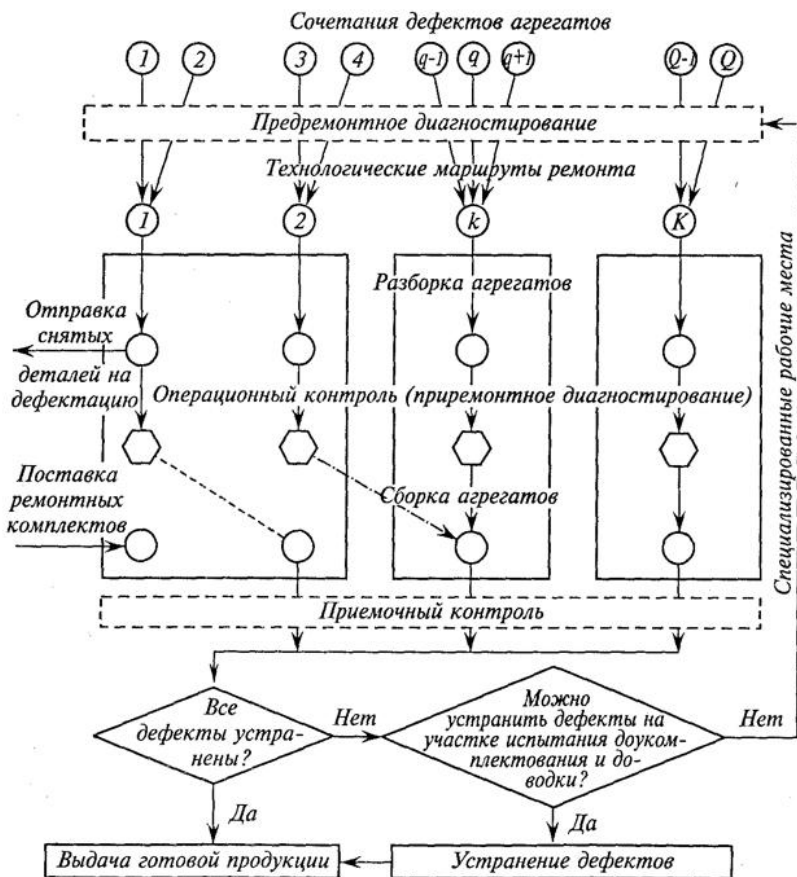 Сочетания дефектов агрегатов
1 2 3 4 q-1 q q+1 Q-1 Q
Предремонтное диагностирование
Технологические маршруты ремонта
1 2 k K
Разборка агрегатов
Отправка
снятых
деталей на
дефектацию
Операционный контроль (приремонтное диагностирование)
Поставка
ремонтных
комплектов
Сборка агрегатов
Специализированные рабочие места
Приемочный контроль
Все
дефекты устра-
нены?
Нет
Можно
устранить дефекты на
участке испытания доуком-
плектования и до-
водки?
Нет
Да
Да
Выдача готовой продукции
Устранение дефектов